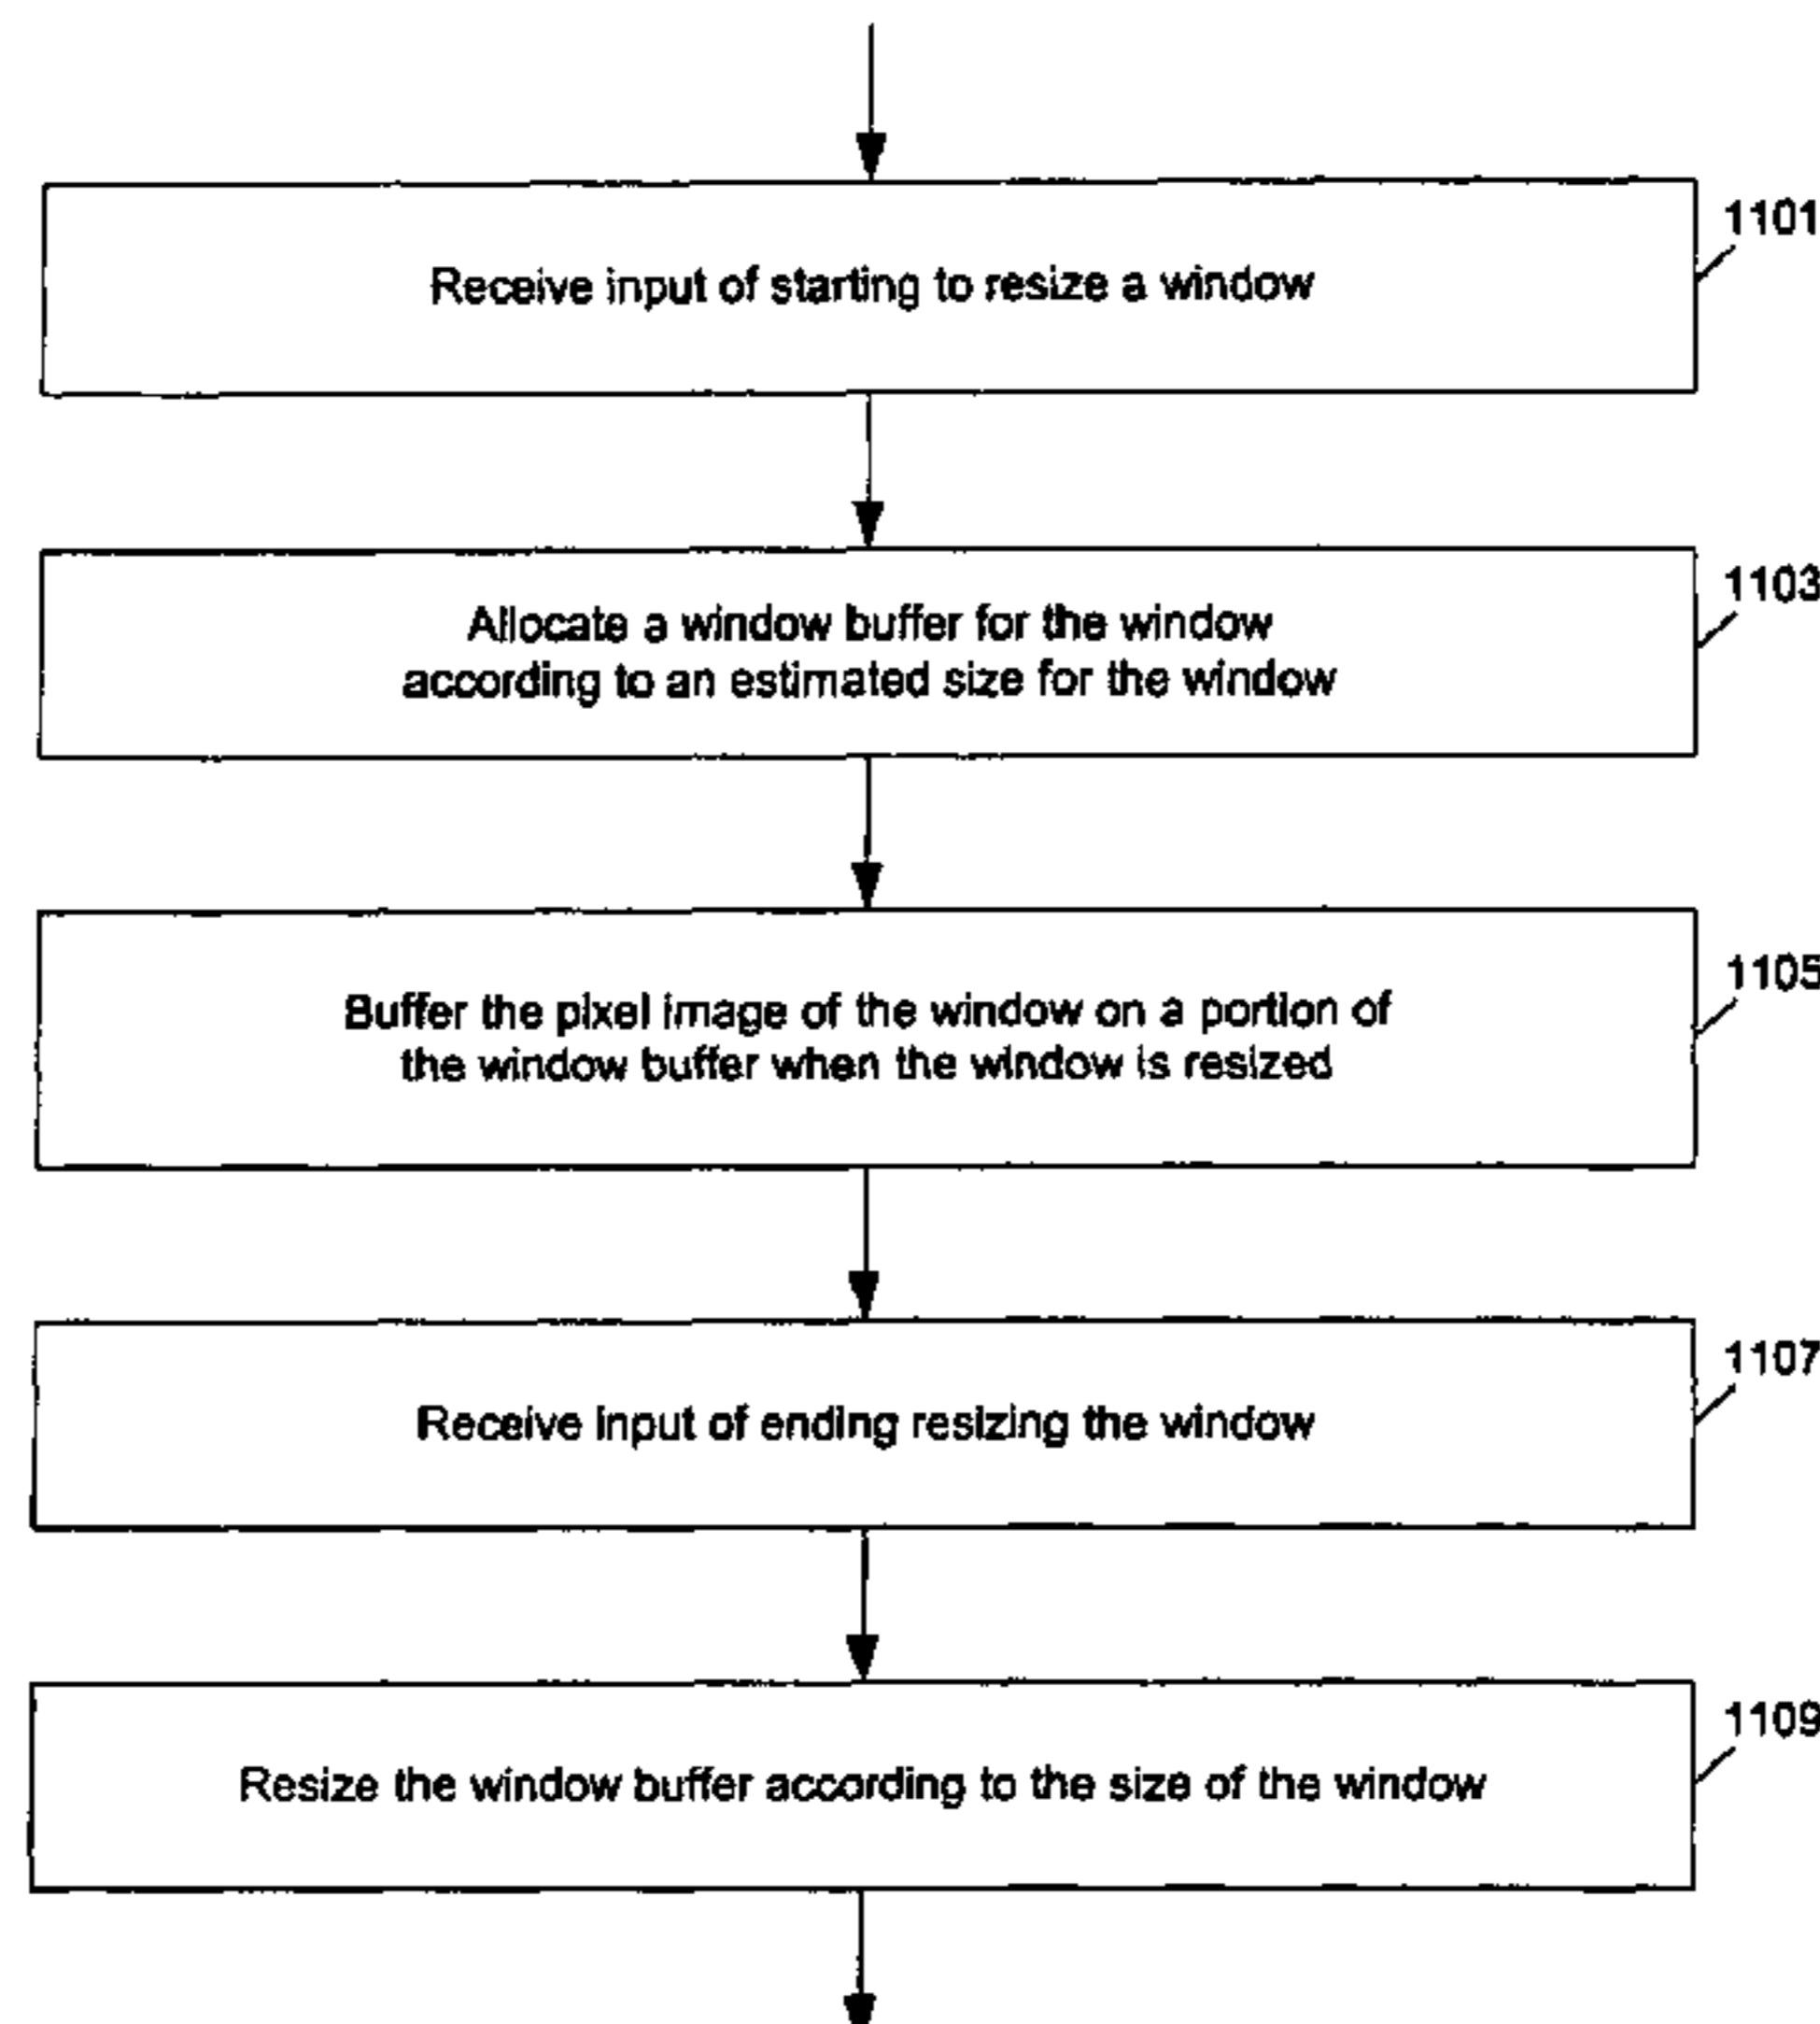 1101
Receive input of starting to resize a window
1103
Allocate a window buffer for the window
according to an estimated size for the window
1105
Buffer the pixel image of the window on a portion of
the window buffer when the window is resized
1107
Receive input of ending resizing the window
1109
Resize the window buffer according to the size of the window